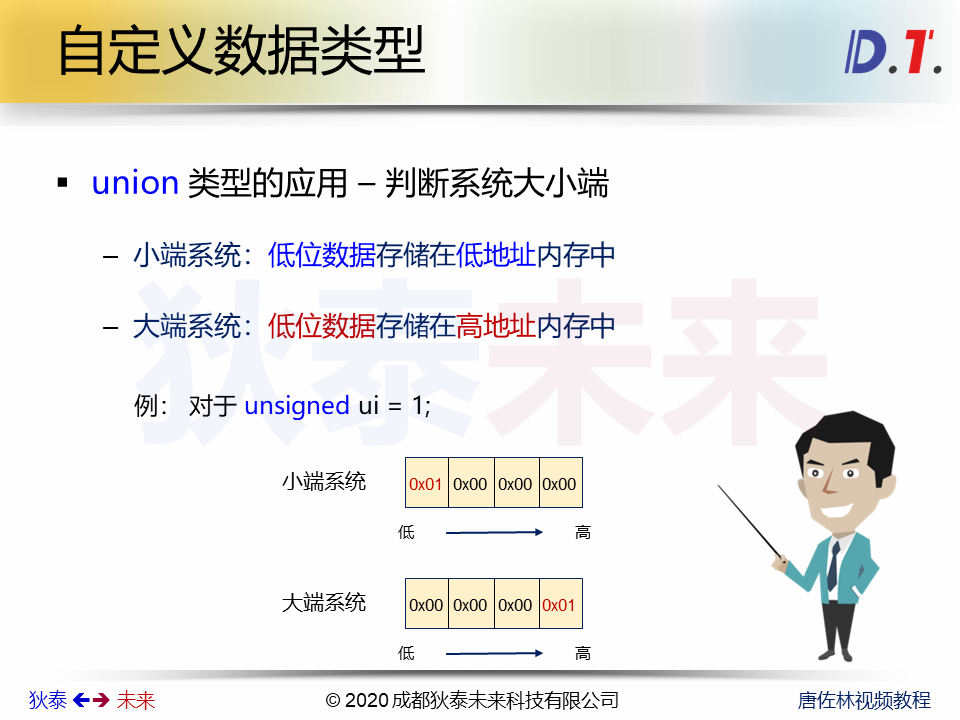 自定义数据类型
D.T.
▪ union 类型的应用 – 判断系统大小端
– 小端系统：低位数据存储在低地址内存中
– 大端系统：低位数据存储在高地址内存中
狄泰未来
例： 对于 unsigned ui = 1;
小端系统 0x01 0x00 0x00 0x00
低 高
大端系统 0x00 0x00 0x00 0x01
低 高
狄泰 未来 © 2020 成都狄泰未来科技有限公司 唐佐林视频教程